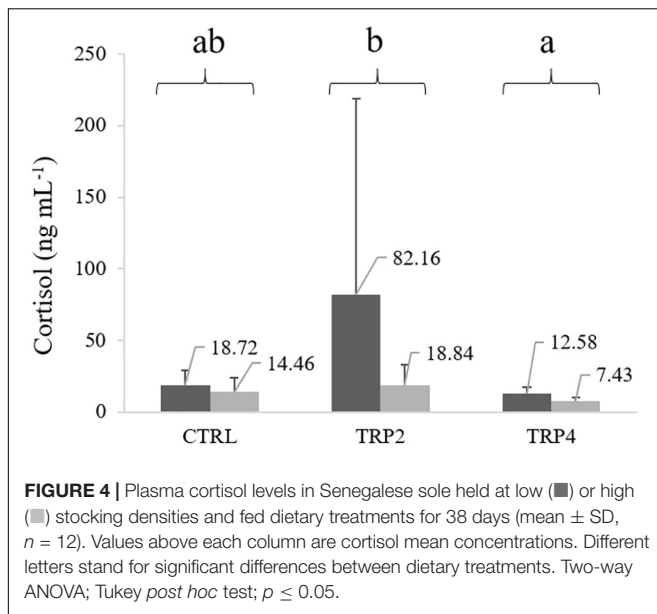 ab b a
250
200
150
100
50
0
Cortisol (ng mL⁻¹)
18.72
14.46
82.16
18.84
12.58
7.43
CTRL TRP2 TRP4
FIGURE 4 | Plasma cortisol levels in Senegalese sole held at low (■) or high
(■) stocking densities and fed dietary treatments for 38 days (mean ± SD,
n = 12). Values above each column are cortisol mean concentrations. Different
letters stand for significant differences between dietary treatments. Two-way
ANOVA; Tukey post hoc test; p ≤ 0.05.